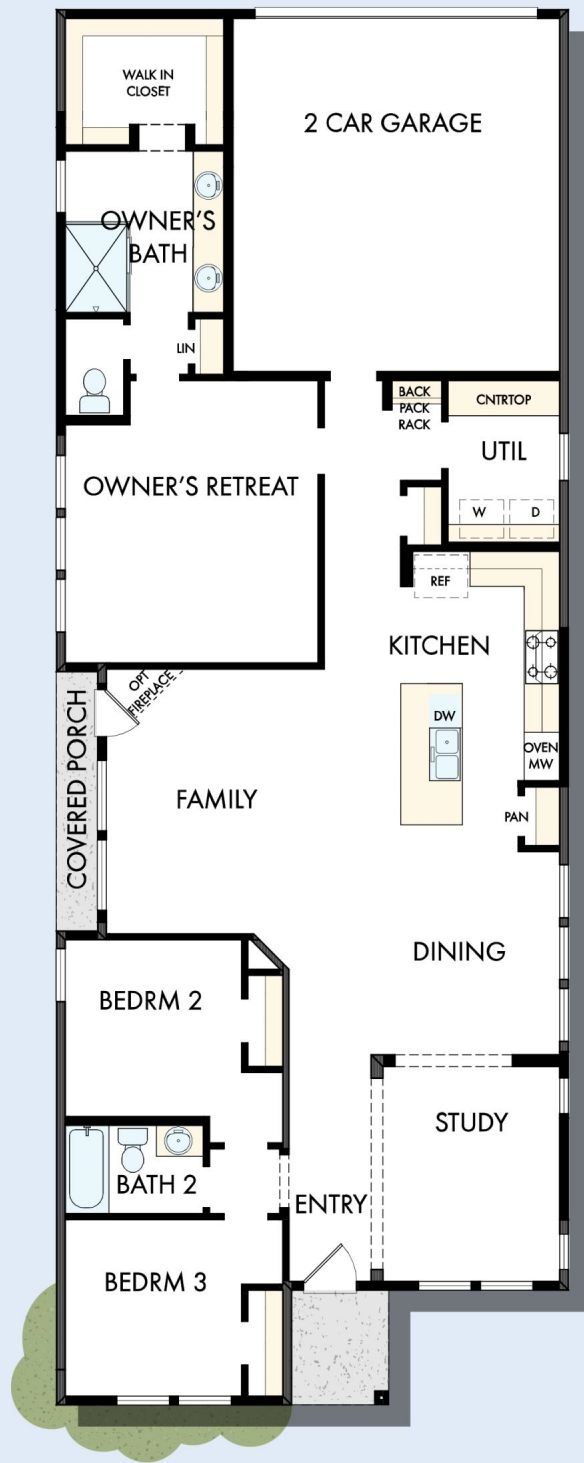 WALK IN
CLOSET
2 CAR GARAGE
OWNER'S
BATH
LIN
BACK
PACK
RACK
CNTRTOP
UTIL
OWNER'S RETREAT
W
D
REF
KITCHEN
OPT
FIREPLACE
COVERED PORCH
DW
OVEN
MW
FAMILY
PAN
DINING
BEDRM 2
STUDY
BATH 2
ENTRY
BEDRM 3